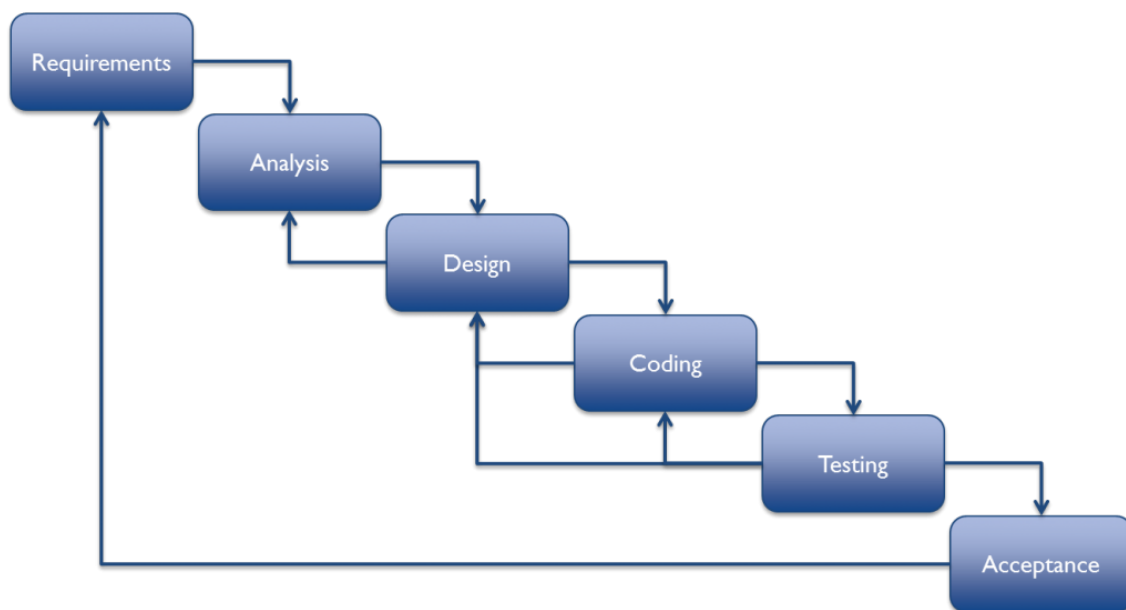 Requirements
Analysis
Design
Coding
Testing
Acceptance